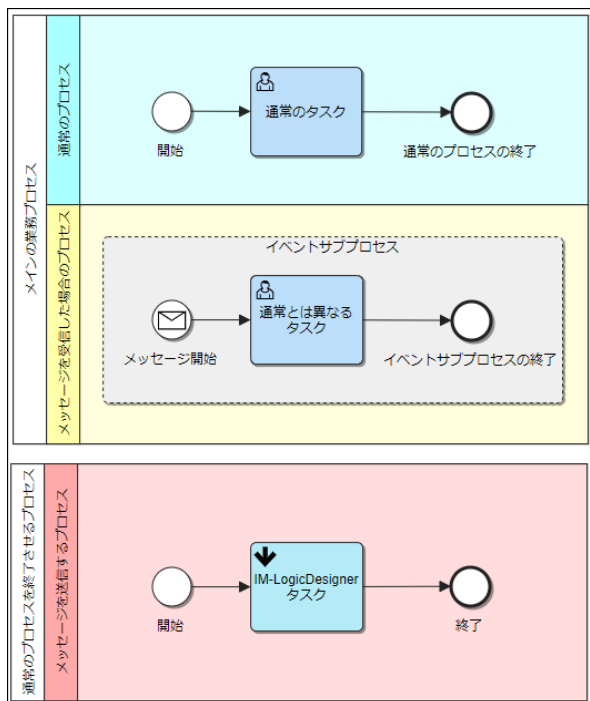 メインの業務プロセス
通常のプロセス
通常のタスク
開始
通常のプロセスの終了
メッセージを受信した場合のプロセス
イベントサブプロセス
通常とは異なる
タスク
メッセージ開始
イベントサブプロセスの終了
通常のプロセスを終了させるプロセス
メッセージを送信するプロセス
IM-LogicDesigner
タスク
開始
終了